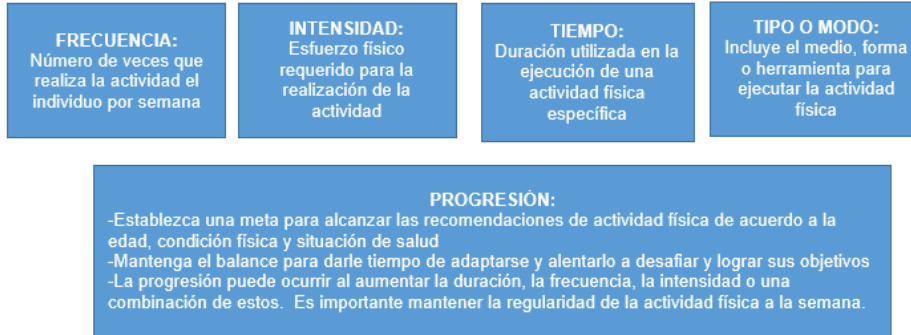 FRECUENCIA:
Número de veces que
realiza la actividad el
individuo por semana
INTENSIDAD:
Esfuerzo físico
requerido para la
realización de la
actividad
TIEMPO:
Duración utilizada en la
ejecución de una
actividad física
específica
TIPO O MODO:
Incluye el medio, forma
o herramienta para
ejecutar la actividad
física
PROGRESIÓN:
-Establezca una meta para alcanzar las recomendaciones de actividad física de acuerdo a la
edad, condición física y situación de salud
-Mantenga el balance para darle tiempo de adaptarse y alentarlo a desafiar y lograr sus objetivos
-La progresión puede ocurrir al aumentar la duración, la frecuencia, la intensidad o una
combinación de estos.  Es importante mantener la regularidad de la actividad física a la semana.